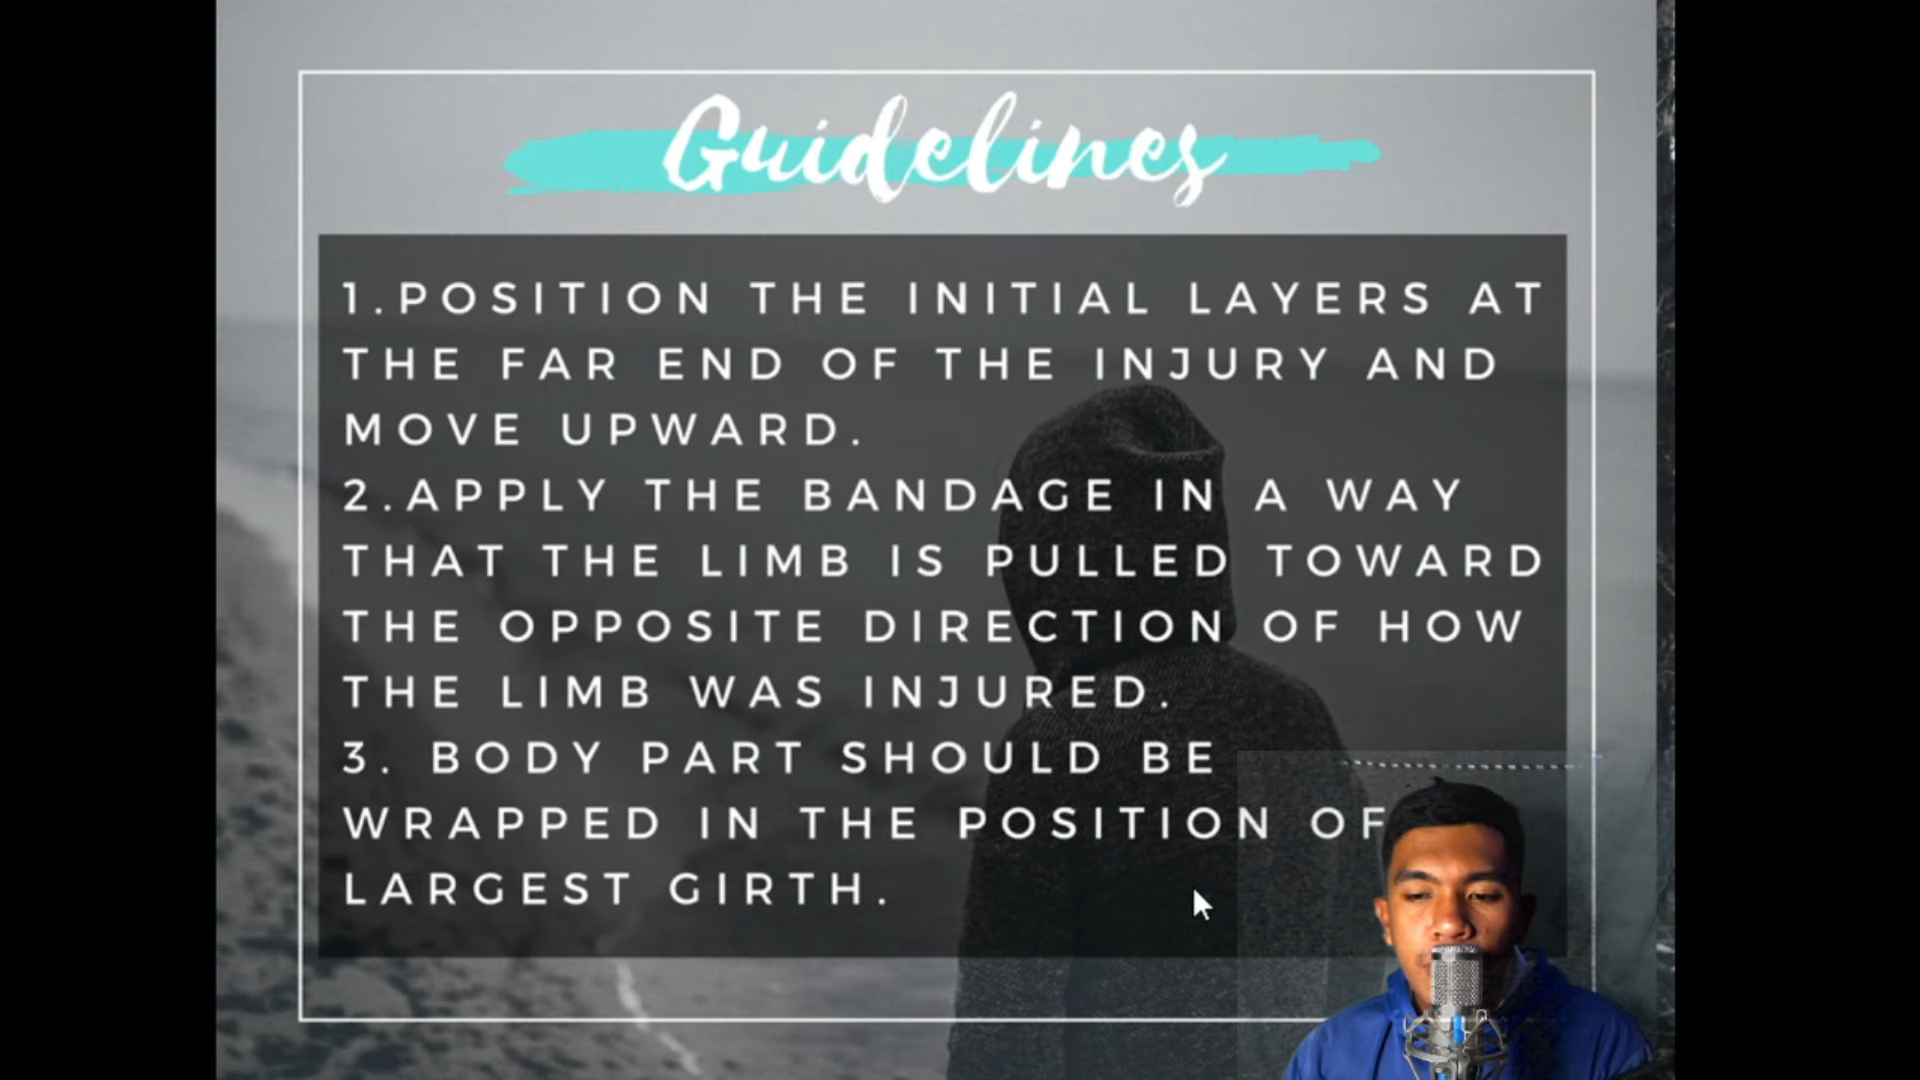 Guidelines
1.POSITION THE INITIAL LAYERS AT
THE FAR END OF THE INJURY AND
MOVE UPWARD.
2.APPLY THE BANDAGE IN A WAY
THAT THE LIMB IS PULLED TOWARD
THE OPPOSITE DIRECTION OF HOW
THE LIMB WAS INJURED.
3. BODY PART SHOULD BE
WRAPPED IN THE POSITION OF
LARGEST GIRTH.